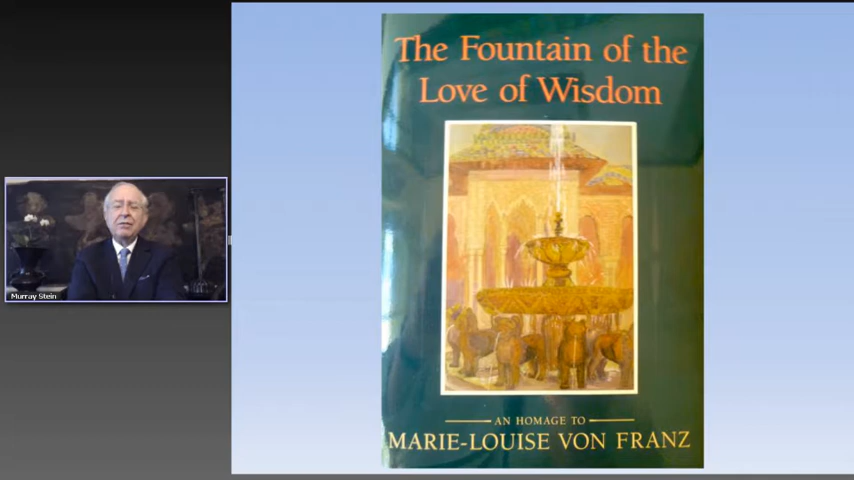 The Fountain of the
Love of Wisdom
AN HOMAGE TO
MARIE-LOUISE VON FRANZ
Murray Stein